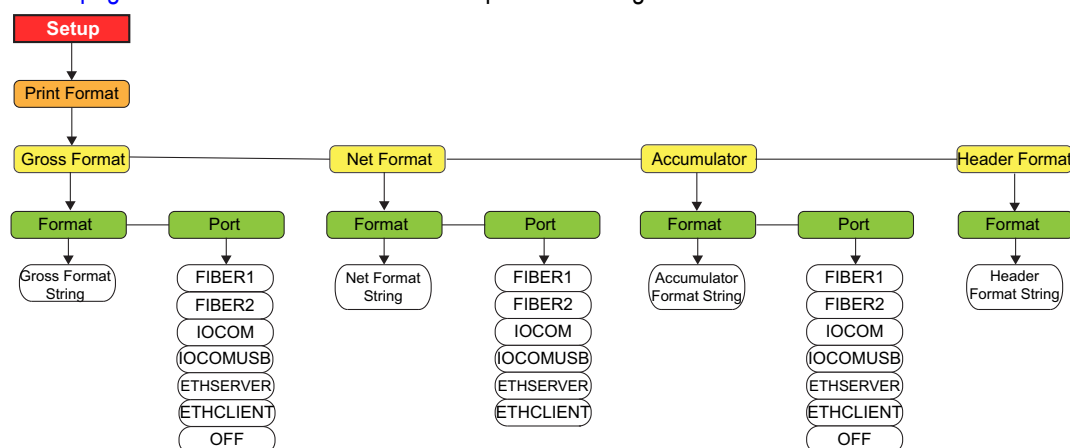 Setup
Print Format
Gross Format
Net Format
Accumulator
Header Format
Format
Port
Format
Port
Format
Port
Format
Gross Format
String
FIBER1
FIBER2
IOCOM
IOCOMUSB
ETHSERVER
ETHCLIENT
OFF
Net Format
String
FIBER1
FIBER2
IOCOM
IOCOMUSB
ETHSERVER
ETHCLIENT
Accumulator
Format String
FIBER1
FIBER2
IOCOM
IOCOMUSB
ETHSERVER
ETHCLIENT
OFF
Header
Format String